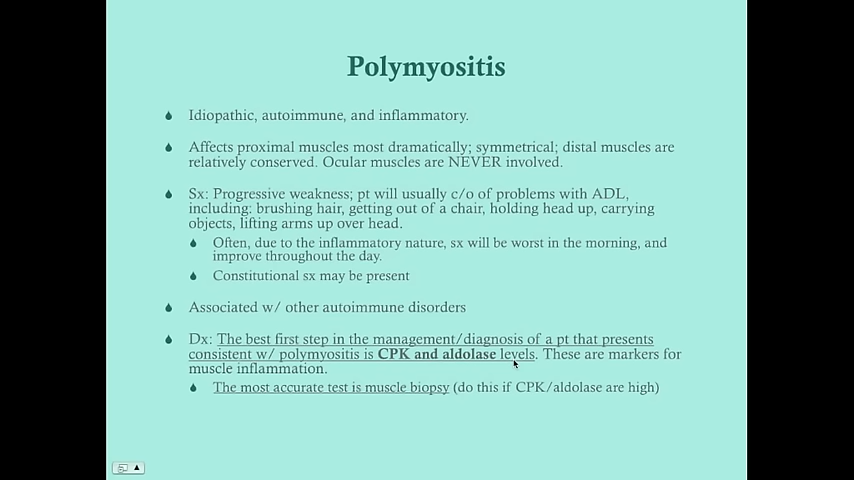 Polymyositis
Idiopathic, autoimmune, and inflammatory.
Affects proximal muscles most dramatically; symmetrical; distal muscles are
relatively conserved. Ocular muscles are NEVER involved.
Sx: Progressive weakness; pt will usually c/o of problems with ADL,
including: brushing hair, getting out of a chair, holding head up, carrying
objects, lifting arms up over head.
Often, due to the inflammatory nature, sx will be worst in the morning, and
improve throughout the day.
Constitutional sx may be present
Associated w/ other autoimmune disorders
Dx: The best first step in the management/diagnosis of a pt that presents
consistent w/ polymyositis is CPK and aldolase levels. These are markers for
muscle inflammation.
The most accurate test is muscle biopsy (do this if CPK/aldolase are high)